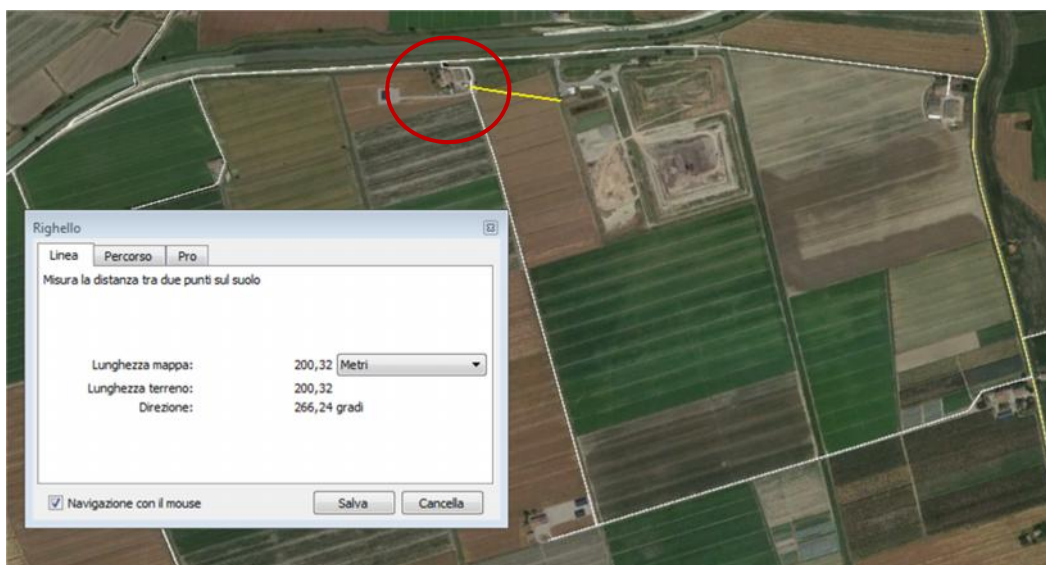 Righello
Linea Percorso Pro
Misura la distanza tra due punti sul suolo
Lunghezza mappa: 200,32 Metri
Lunghezza terreno: 200,32
Direzione: 266,24 gradi
Navigazione con il mouse Salva Cancella